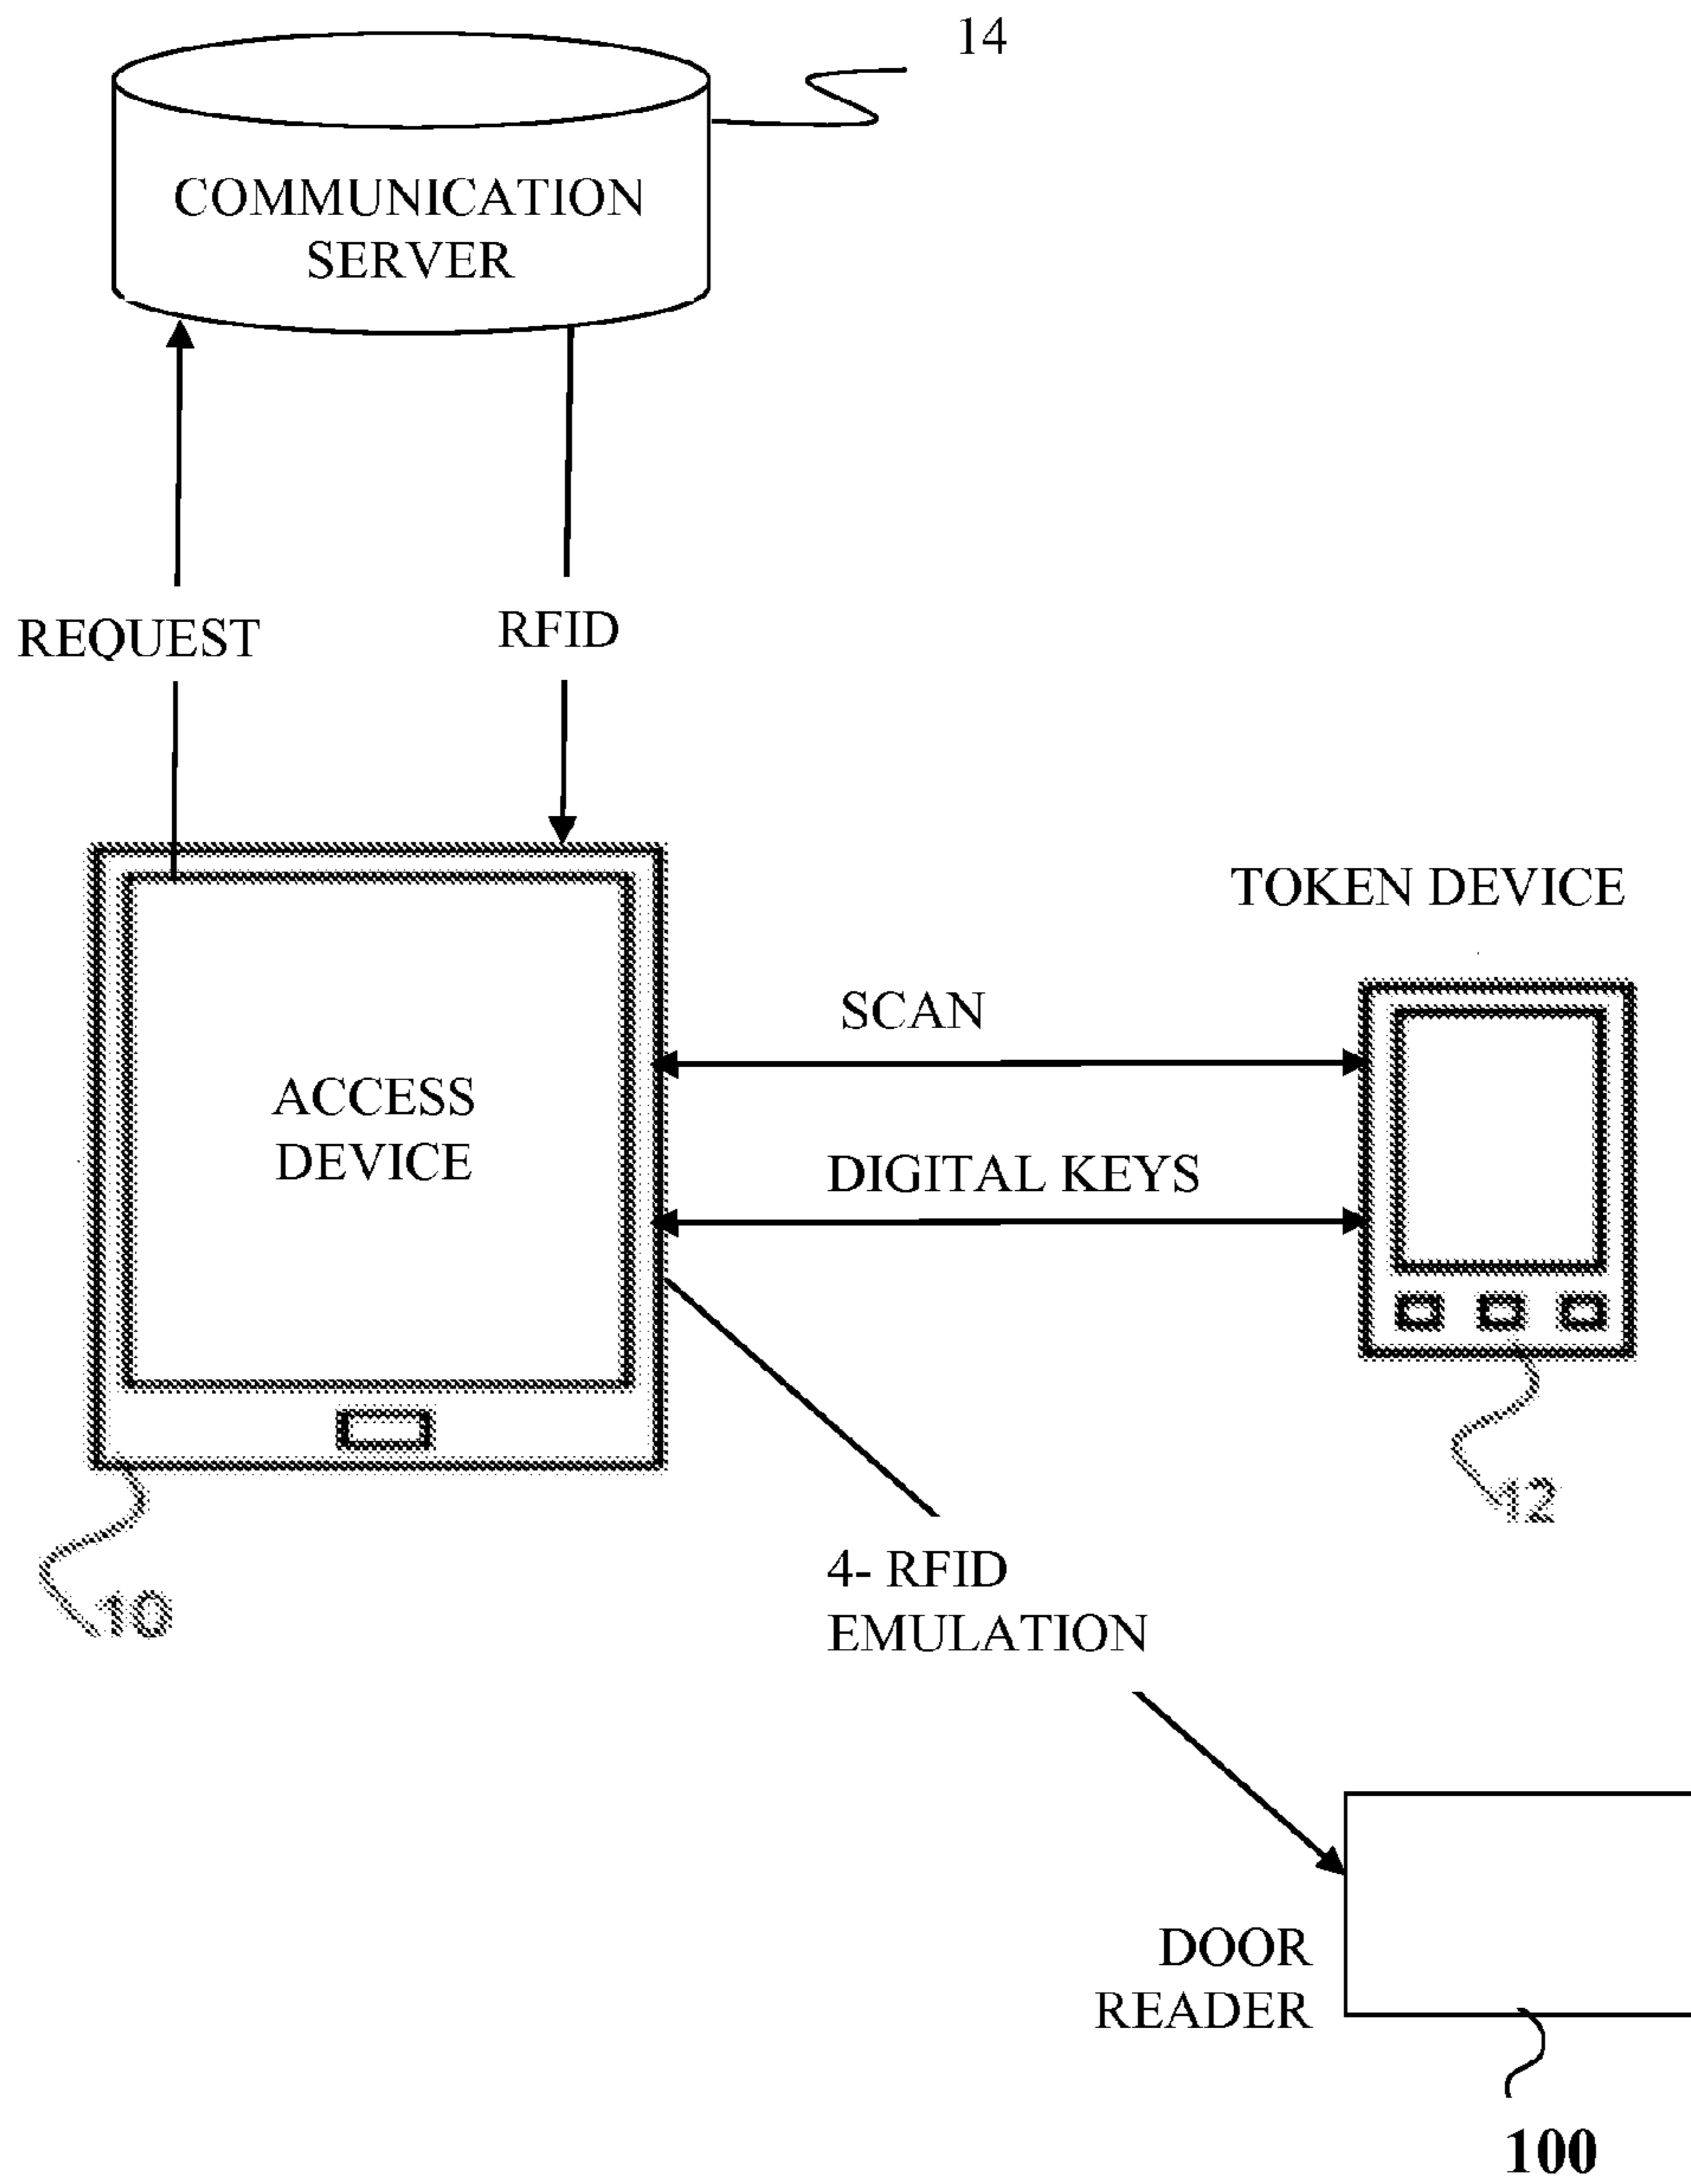 14
COMMUNICATION
SERVER
REQUEST
RFID
TOKEN DEVICE
SCAN
ACCESS
DEVICE
DIGITAL KEYS
12
4- RFID
EMULATION
10
DOOR
READER
100